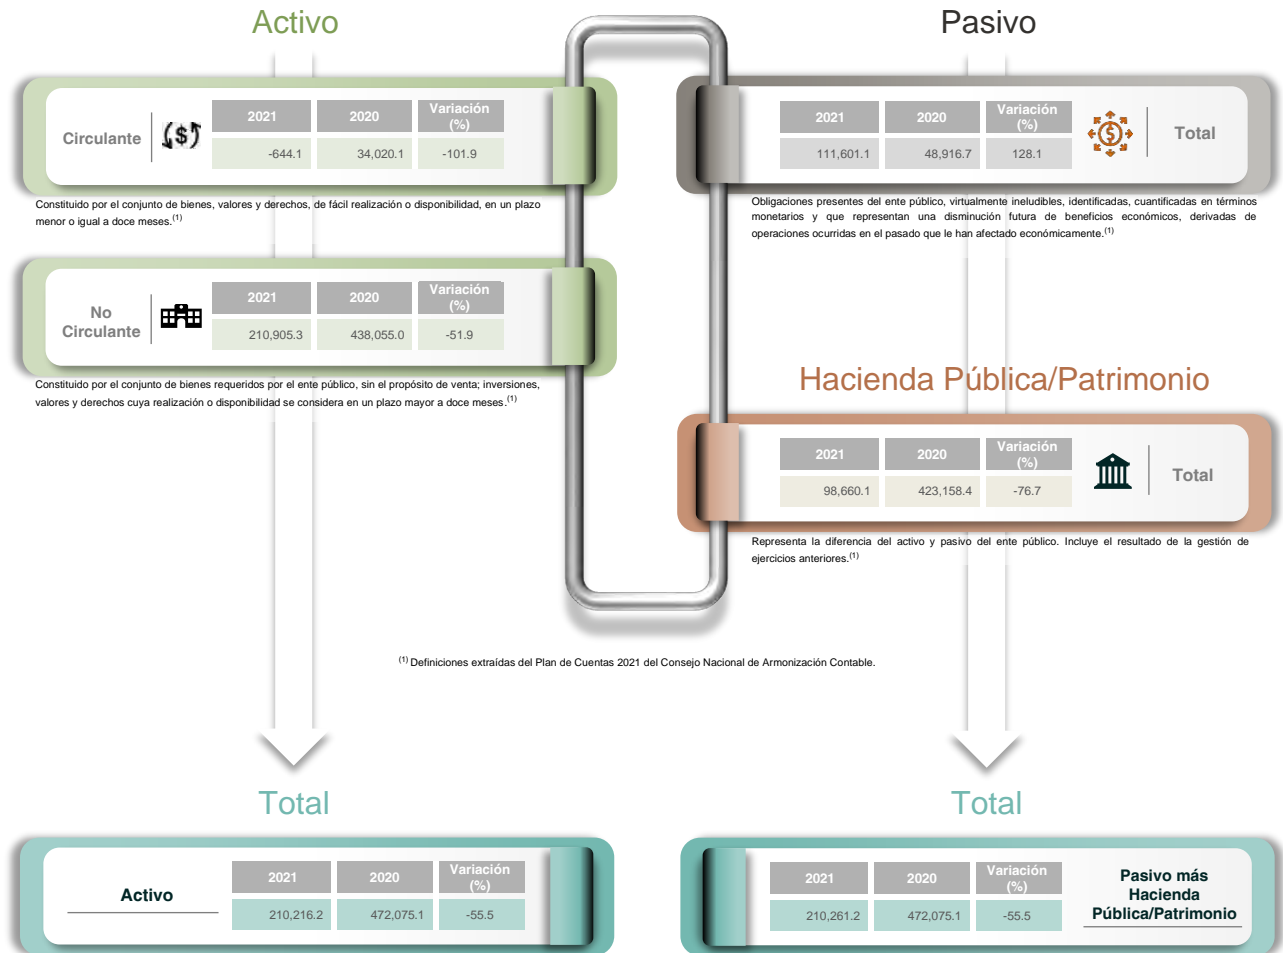 Activo
Circulante
2021 2020 Variación (%)
-644.1 34,020.1 -101.9
Constituido por el conjunto de bienes, valores y derechos, de fácil realización o disponibilidad, en un plazo
menor o igual a doce meses.(1)
No
Circulante
2021 2020 Variación (%)
210,905.3 438,055.0 -51.9
Constituido por el conjunto de bienes requeridos por el ente público, sin el propósito de venta; inversiones,
valores y derechos cuya realización o disponibilidad se considera en un plazo mayor a doce meses.(1)
Pasivo
2021 2020 Variación (%)
111,601.1 48,916.7 128.1
Total
Obligaciones presentes del ente público, virtualmente ineludibles, identificadas, cuantificadas en términos
monetarios y que representan una disminución futura de beneficios económicos, derivadas de
operaciones ocurridas en el pasado que le han afectado económicamente.(1)
Hacienda Pública/Patrimonio
2021 2020 Variación (%)
98,660.1 423,158.4 -76.7
Total
Representa la diferencia del activo y pasivo del ente público. Incluye el resultado de la gestión de
ejercicios anteriores.(1)
(1) Definiciones extraídas del Plan de Cuentas 2021 del Consejo Nacional de Armonización Contable.
Total
Activo
2021 2020 Variación (%)
210,216.2 472,075.1 -55.5
Total
2021 2020 Variación (%)
210,261.2 472,075.1 -55.5
Pasivo más
Hacienda
Pública/Patrimonio